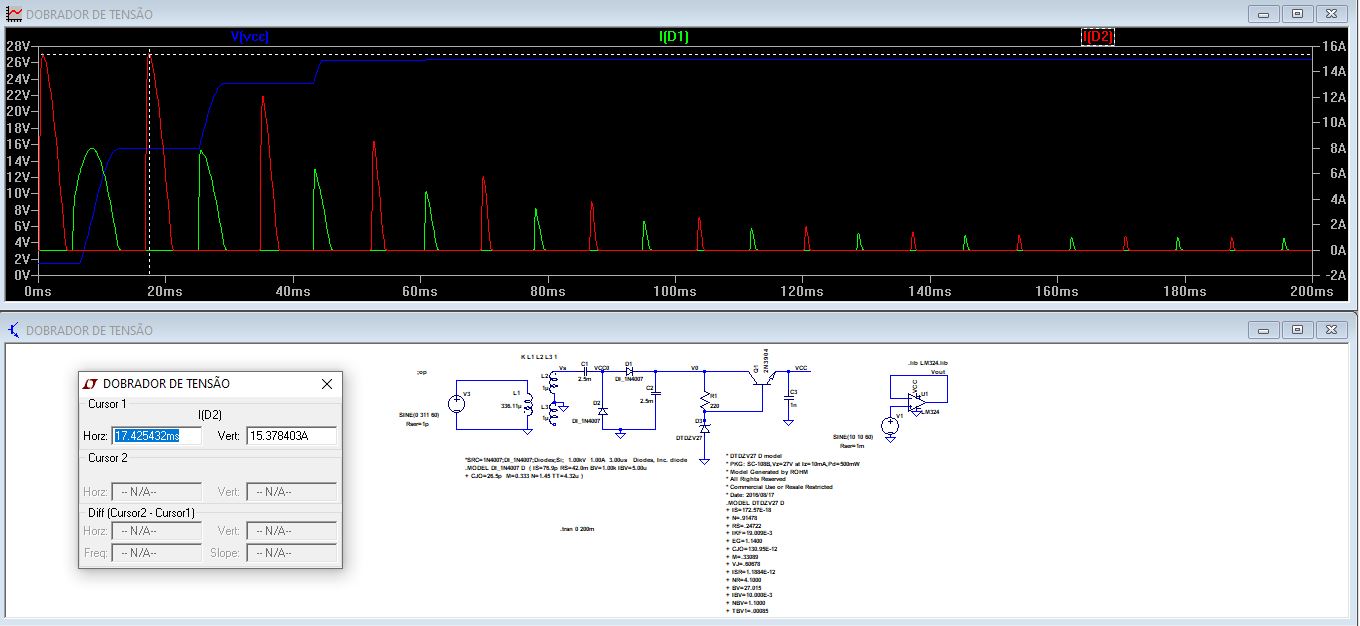 DOBRADOR DE TENSÃO
V(vcc) I(D1) I(D2)
28V 16A
26V 14A
24V 12A
22V 10A
20V 8A
18V 6A
16V 4A
14V 2A
12V 0A
10V -2A
8V
6V
4V
2V
0V
0ms 20ms 40ms 60ms 80ms 100ms 120ms 140ms 160ms 180ms 200ms
DOBRADOR DE TENSÃO
DOBRADOR DE TENSÃO
Cursor 1
I(D2)
Horz: 17.425432ms Vert: 15.378403A
Cursor 2
Horz: -- N/A-- Vert: -- N/A--
Diff (Cursor2 - Cursor1)
Horz: -- N/A-- Vert: -- N/A--
Freq: -- N/A-- Slope: -- N/A--
K L1 L2 L3 1
;op
V3
SINE(0 311 60)
Rser=1p
L1
336.11µ
L2
1µ
L3
1µ
Va
C1
2.5m
VCC0
D1
DI_1N4007
D2
DI_1N4007
C2
2.5m
V0
R1
220
D3
DTDZV27
Q1
2N3904
VCC
C3
1n
.lib LM324.lib
Vout
VCC
U1
LM324
V1
SINE(10 10 60)
Rser=1m
*SRC=1N4007;DI_1N4007;Diodes;Si; 1.00kV 1.00A 3.00us Diodes, Inc. diode
.MODEL DI_1N4007 D ( IS=76.9p RS=42.0m BV=1.00k IBV=5.00u
+ CJO=26.5p M=0.333 N=1.45 TT=4.32u )
.tran 0 200m
* DTDZV27 D model
* PKG: SC-108B,Vz=27V at Iz=10mA,Pd=500mW
* Model Generated by ROHM
* All Rights Reserved
* Commercial Use or Resale Restricted
* Date: 2016/08/17
.MODEL DTDZV27 D
+ IS=172.57E-18
+ N=.91478
+ RS=.24722
+ IKF=19.009E-3
+ EG=1.1400
+ CJO=130.95E-12
+ M=.33089
+ VJ=.60678
+ ISR=1.1884E-12
+ NR=4.1000
+ BV=27.015
+ IBV=10.000E-3
+ NBV=1.1000
+ TBV1=.00085